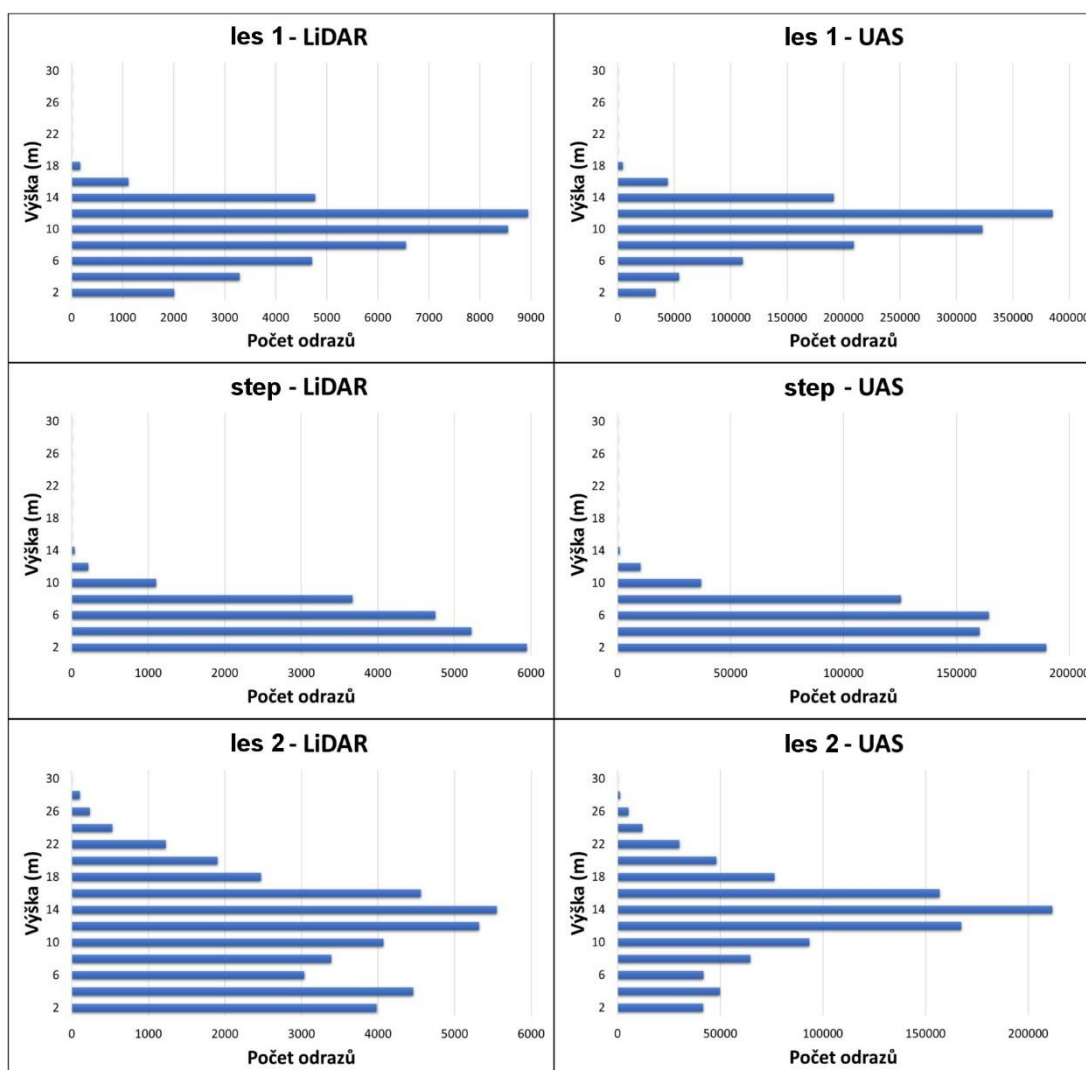 les 1 - LiDAR
30
26
22
18
14
10
6
2
Výška (m)
0 1000 2000 3000 4000 5000 6000 7000 8000 9000
Počet odrazů
les 1 - UAS
30
26
22
18
14
10
6
2
Výška (m)
0 50000 100000 150000 200000 250000 300000 350000 400000
Počet odrazů
step - LiDAR
30
26
22
18
14
10
6
2
Výška (m)
0 1000 2000 3000 4000 5000 6000
Počet odrazů
step - UAS
30
26
22
18
14
10
6
2
Výška (m)
0 50000 100000 150000 200000
Počet odrazů
les 2 - LiDAR
30
26
22
18
14
10
6
2
Výška (m)
0 1000 2000 3000 4000 5000 6000
Počet odrazů
les 2 - UAS
30
26
22
18
14
10
6
2
Výška (m)
0 50000 100000 150000 200000
Počet odrazů